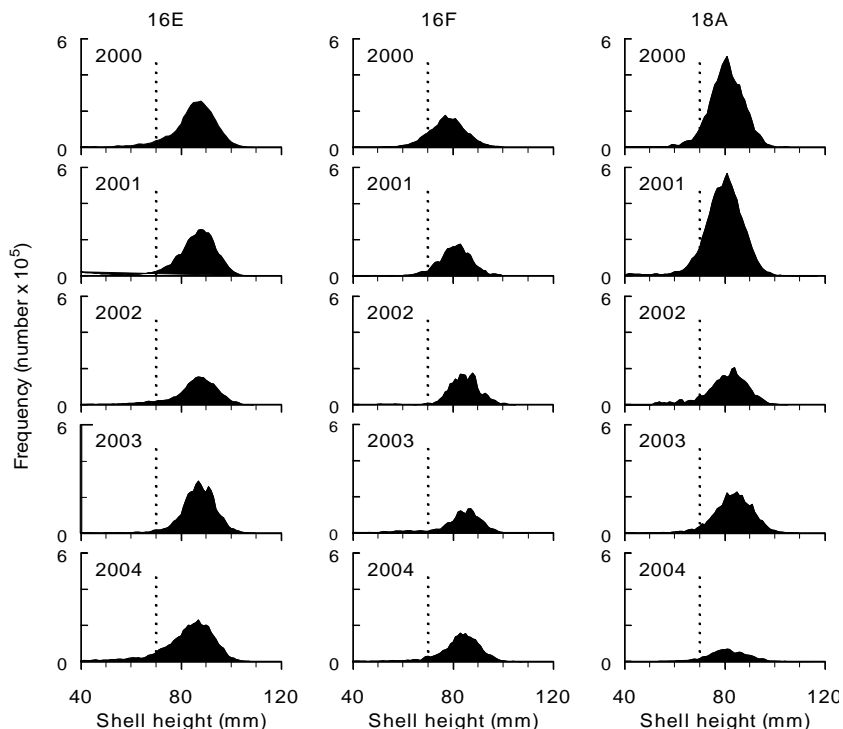 16E 16F 18A
Frequency (number x 10⁵)
6 2000 6 2000 6 2000
0 0 0
6 2001 6 2001 6 2001
0 0 0
6 2002 6 2002 6 2002
0 0 0
6 2003 6 2003 6 2003
0 0 0
6 2004 6 2004 6 2004
0 0 0
40 80 120 40 80 120 40 80 120
Shell height (mm) Shell height (mm) Shell height (mm)